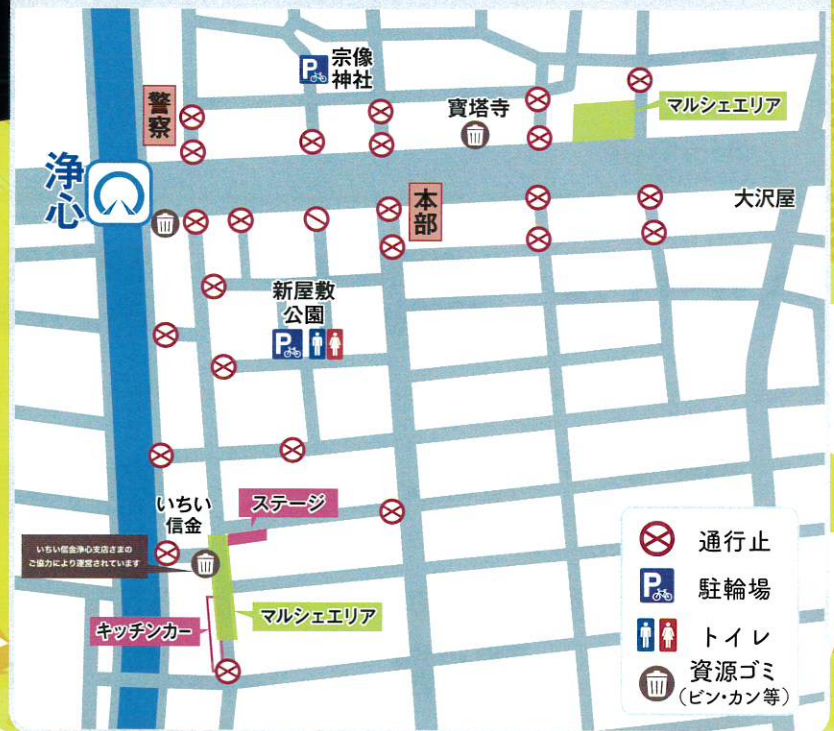 P
宗像
神社
警察
寶塔寺
マルシェエリア
浄心
本部
大沢屋
新屋敷
公園
P
いちい
信金
ステージ
いちい信金浄心支店さまの
ご協力により運営されています
マルシェエリア
キッチンカー
通行止
P
駐輪場
トイレ
資源ゴミ
(ビン・カン等)